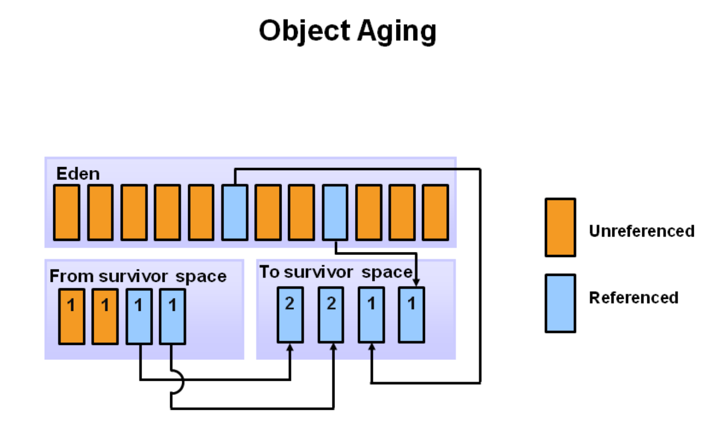 Object Aging
Eden
From survivor space
To survivor space
1 1 1 1
2 2 1 1
Unreferenced
Referenced